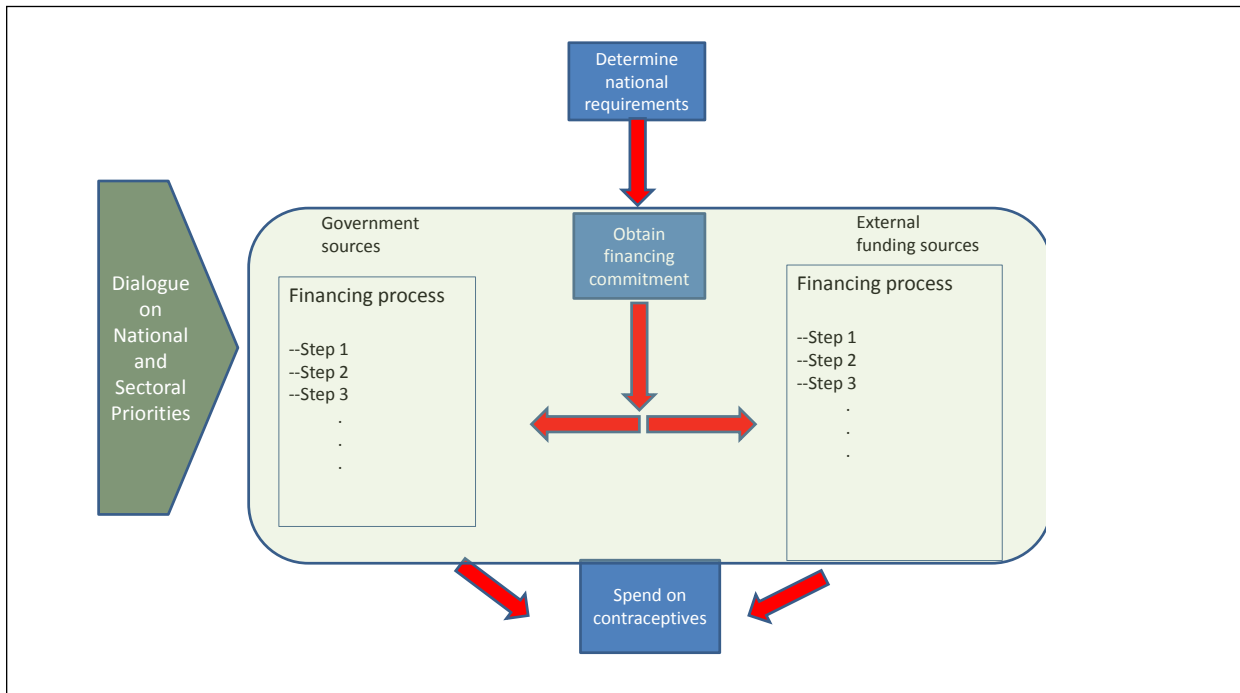 Determine
national
requirements
Dialogue
on
National
and
Sectoral
Priorities
Government
sources
Financing process
--Step 1
--Step 2
--Step 3
.
.
.
Obtain
financing
commitment
External
funding sources
Financing process
--Step 1
--Step 2
--Step 3
.
.
.
Spend on
contraceptives